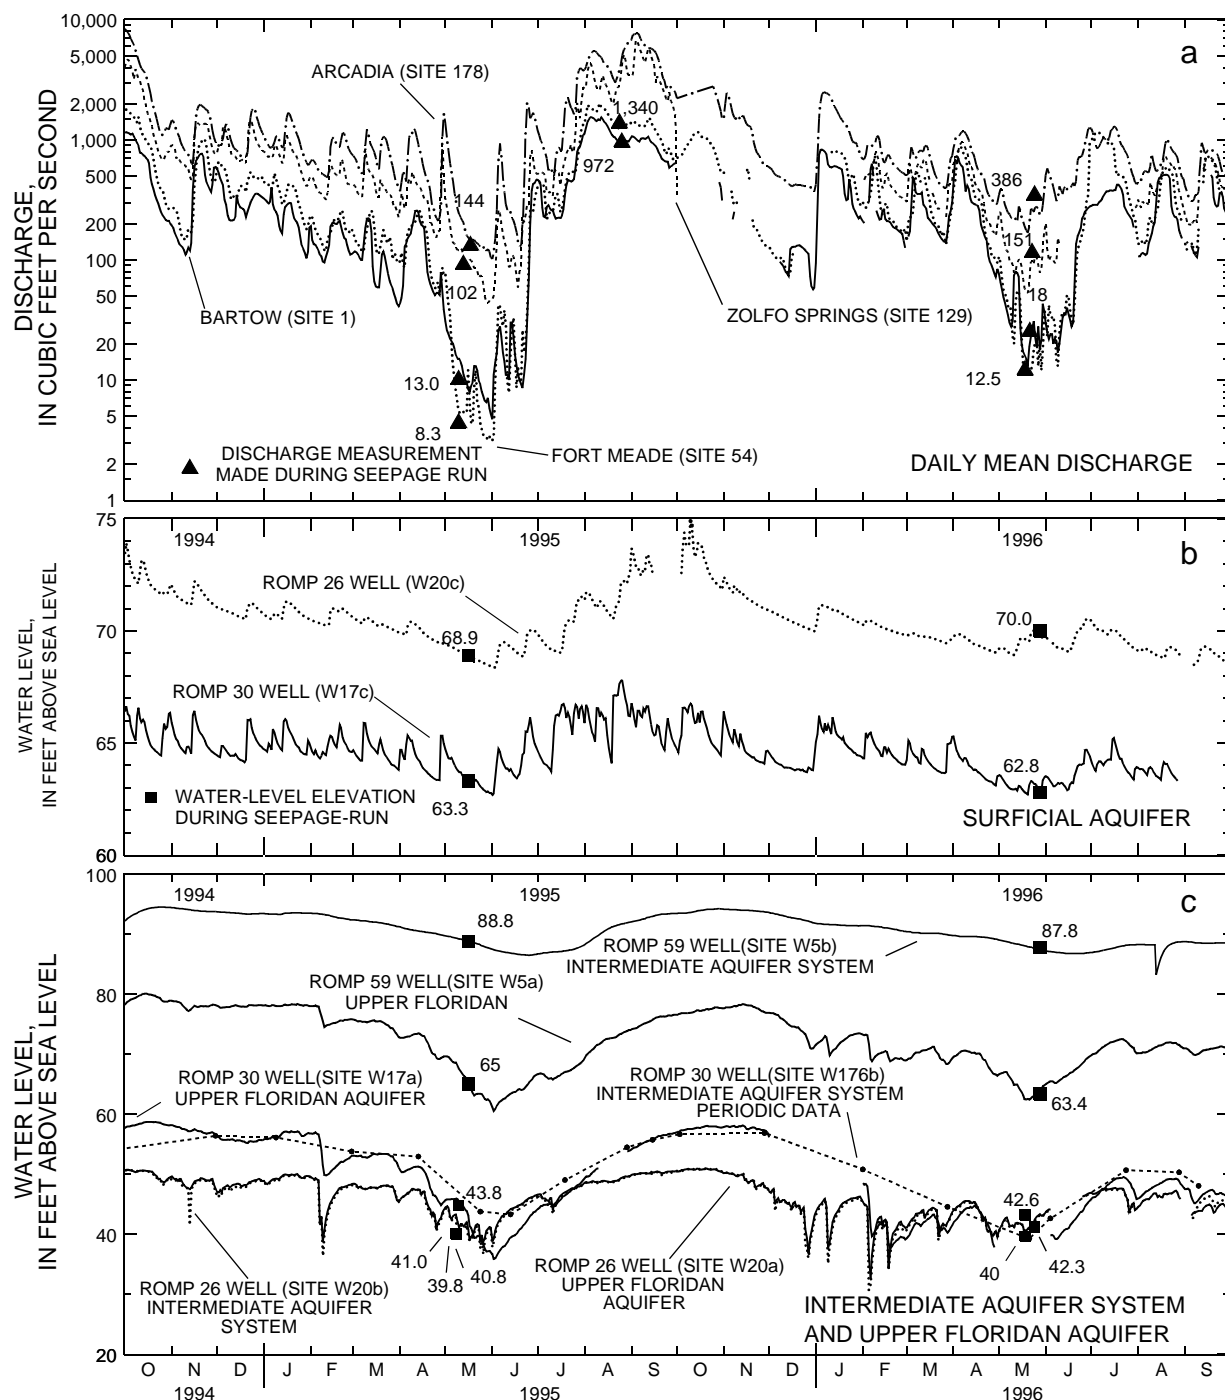 a
10,000
5,000
2,000
1,000
500
200
100
50
20
10
5
2
1
DISCHARGE,
IN CUBIC FEET PER SECOND
ARCADIA (SITE 178)
1,340
972
144
102
13.0
8.3
386
151
18
12.5
BARTOW (SITE 1)
ZOLFO SPRINGS (SITE 129)
FORT MEADE (SITE 54)
DISCHARGE MEASUREMENT
MADE DURING SEEPAGE RUN
DAILY MEAN DISCHARGE
b
75
70
65
60
WATER LEVEL,
IN FEET ABOVE SEA LEVEL
1994
1995
1996
ROMP 26 WELL (W20c)
68.9
70.0
ROMP 30 WELL (W17c)
63.3
62.8
WATER-LEVEL ELEVATION
DURING SEEPAGE-RUN
SURFICIAL AQUIFER
c
100
80
60
40
20
WATER LEVEL,
IN FEET ABOVE SEA LEVEL
1994
1995
1996
88.8
87.8
ROMP 59 WELL(SITE W5b)
INTERMEDIATE AQUIFER SYSTEM
ROMP 59 WELL(SITE W5a)
UPPER FLORIDAN
65
63.4
ROMP 30 WELL(SITE W17a)
UPPER FLORIDAN AQUIFER
ROMP 30 WELL(SITE W176b)
INTERMEDIATE AQUIFER SYSTEM
PERIODIC DATA
43.8
41.0
39.8
40.8
42.6
40
42.3
ROMP 26 WELL (SITE W20b)
INTERMEDIATE AQUIFER
SYSTEM
ROMP 26 WELL (SITE W20a)
UPPER FLORIDAN
AQUIFER
INTERMEDIATE AQUIFER SYSTEM
AND UPPER FLORIDAN AQUIFER
O N D J F M A M J J A S O N D J F M A M J J A S
1994 1995 1996